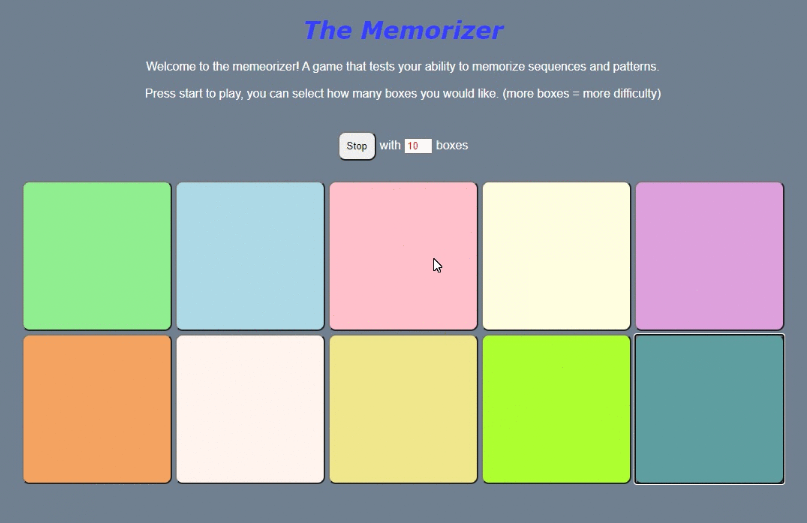 The Memorizer
Welcome to the memeorizer! A game that tests your ability to memorize sequences and patterns.
Press start to play, you can select how many boxes you would like. (more boxes = more difficulty)
Stop with 10 boxes